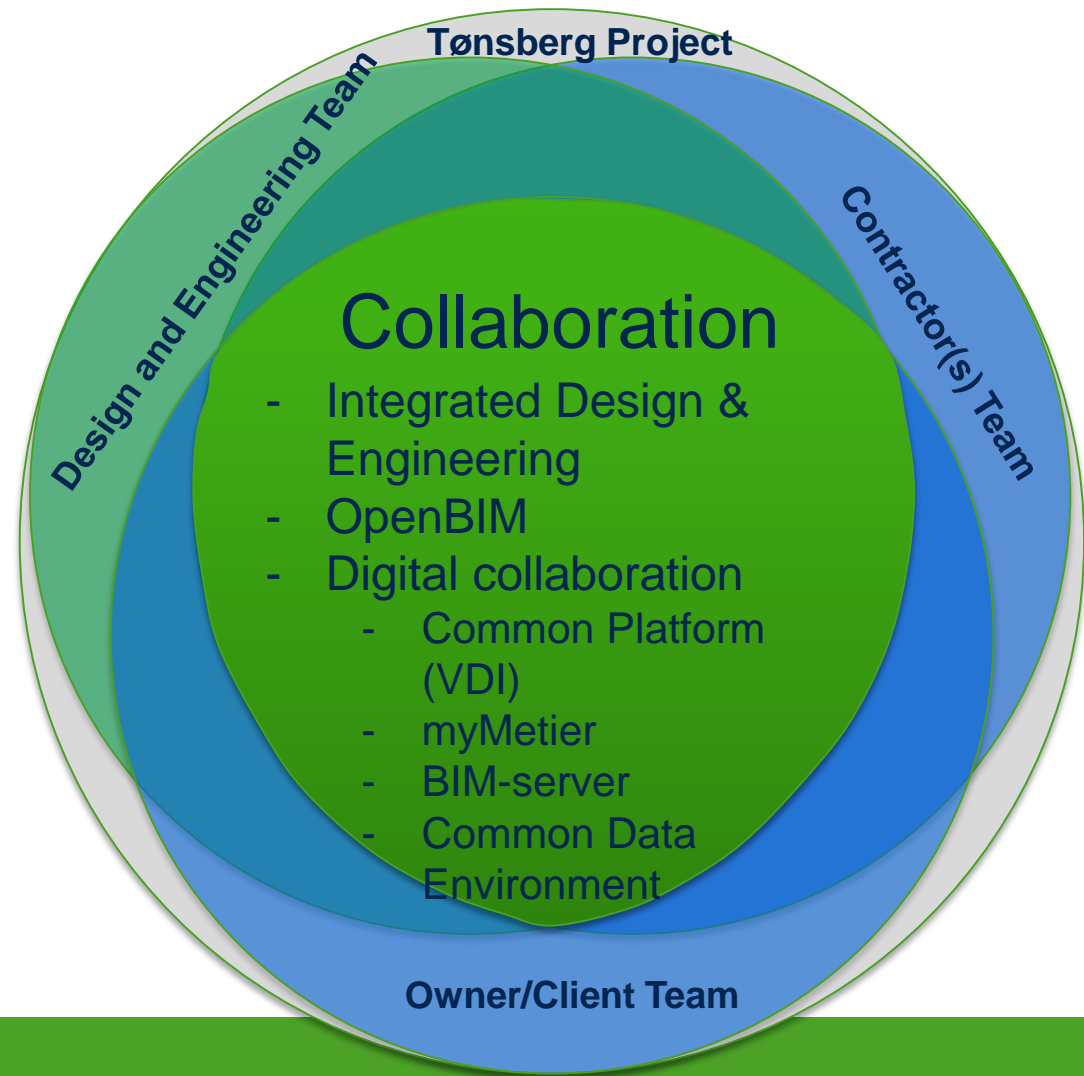 Tønsberg Project
Design and Engineering Team
Contractor(s) Team
Collaboration
- Integrated Design &
Engineering
- OpenBIM
- Digital collaboration
- Common Platform
(VDI)
- myMetier
- BIM-server
- Common Data
Environment
Owner/Client Team